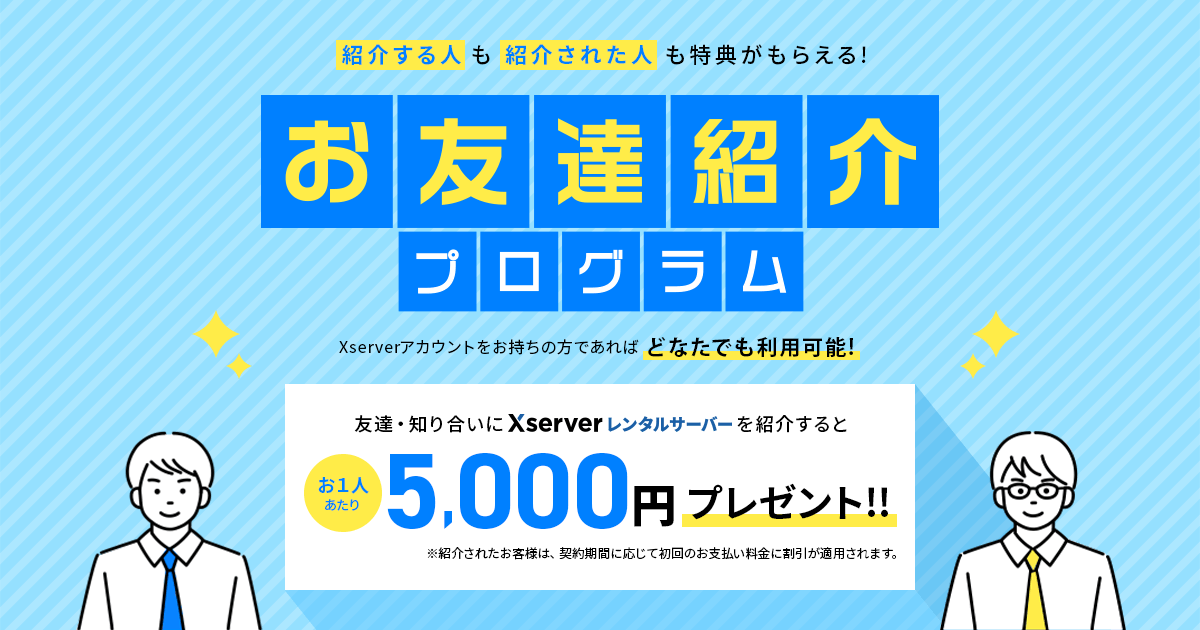 紹介する人も紹介された人も特典がもらえる!
お友達紹介
プログラム
Xserverアカウントをお持ちの方であれば どなたでも利用可能!
友達・知り合いに Xserver レンタルサーバー を紹介すると
お1人
あたり
5,000円 プレゼント!!
※紹介されたお客様は、契約期間に応じて初回のお支払い料金に割引が適用されます。